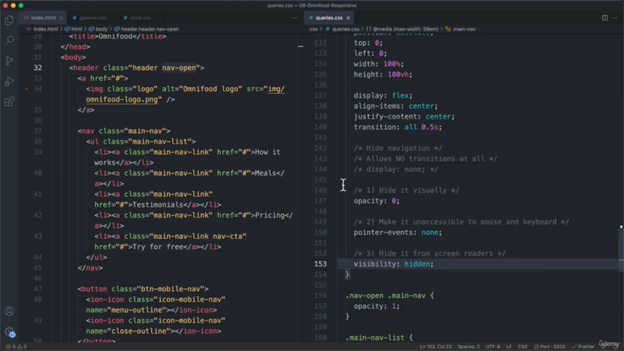 queries.css — 08-Omnifood-Responsive
index.html
general.css
style.css
queries.css
index.html > html > body > header.header.nav-open
css > queries.css > {} @media (max-width: 59em) > .main-nav
29 <title>Omnifood</title>
30 </head>
31 <body>
32 <header class="header nav-open">
33 <a href="#">
34 <img class="logo" alt="Omnifood logo" src="img/
omnifood-logo.png" />
35 </a>
36
37 <nav class="main-nav">
38 <ul class="main-nav-list">
39 <li><a class="main-nav-link" href="#">How it
works</a></li>
40 <li><a class="main-nav-link" href="#">Meals</
a></li>
41 <li><a class="main-nav-link"
href="#">Testimonials</a></li>
42 <li><a class="main-nav-link" href="#">Pricing</
a></li>
43 <li><a class="main-nav-link nav-cta"
href="#">Try for free</a></li>
44 </ul>
45 </nav>
46
47 <button class="btn-mobile-nav">
48 <ion-icon class="icon-mobile-nav"
name="menu-outline"></ion-icon>
49 <ion-icon class="icon-mobile-nav"
name="close-outline"></ion-icon>
</button>
132 top: 0;
133 left: 0;
134 width: 100%;
135 height: 100vh;
136
137 display: flex;
138 align-items: center;
139 justify-content: center;
140 transition: all 0.5s;
141
142 /* Hide navigation */
143 /* Allows NO transitions at all */
144 /* display: none; */
145
146 /* 1) Hide it visually */
147 opacity: 0;
148
149 /* 2) Make it unaccessible to mouse and keyboard */
150 pointer-events: none;
151
152 /* 3) Hide it from screen readers */
153 visibility: hidden;
154 }
155
156 .nav-open .main-nav {
157 opacity: 1;
158 }
159
160 .main-nav-list {
Spaces: 2
UTF-8
LF
CSS
Port : 5500
Prettier
Udemy